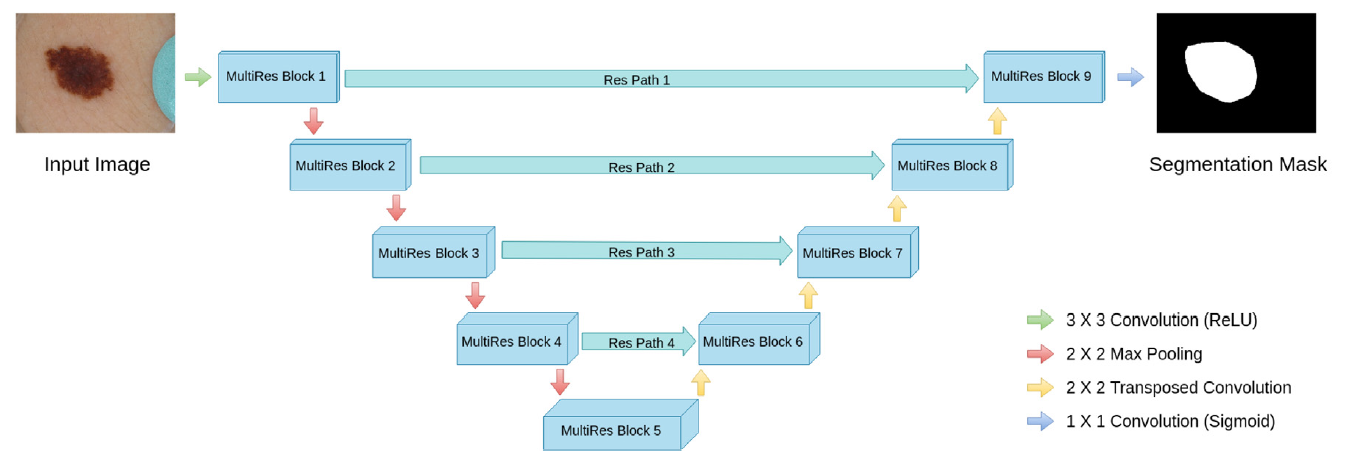 Input Image
MultiRes Block 1
Res Path 1
MultiRes Block 9
Segmentation Mask
MultiRes Block 2
Res Path 2
MultiRes Block 8
MultiRes Block 3
Res Path 3
MultiRes Block 7
MultiRes Block 4
Res Path 4
MultiRes Block 6
MultiRes Block 5
3 X 3 Convolution (ReLU)
2 X 2 Max Pooling
2 X 2 Transposed Convolution
1 X 1 Convolution (Sigmoid)